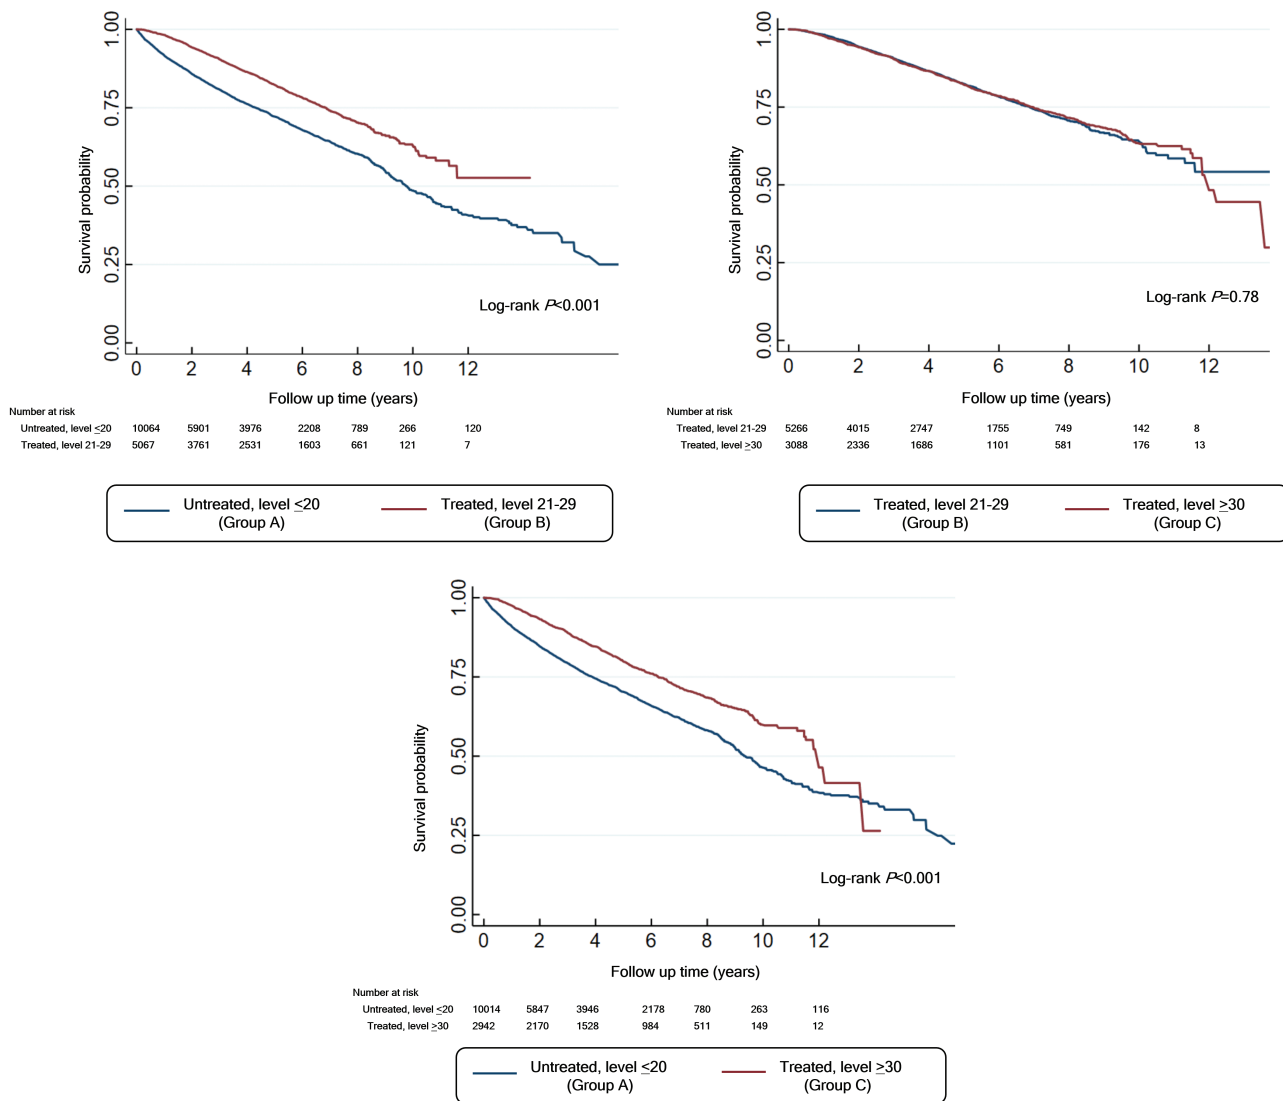 1.00
0.75
0.50
0.25
0.00
Survival probability
Log-rank P<0.001
0 2 4 6 8 10 12
Follow up time (years)
Number at risk
Untreated, level ≤20 10064 5901 3976 2208 789 266 120
Treated, level 21-29 5067 3761 2531 1603 661 121 7
Untreated, level ≤20 Treated, level 21-29
(Group A) (Group B)
1.00
0.75
0.50
0.25
0.00
Survival probability
Log-rank P=0.78
0 2 4 6 8 10 12
Follow up time (years)
Number at risk
Treated, level 21-29 5266 4015 2747 1755 749 142 8
Treated, level ≥30 3088 2336 1686 1101 581 176 13
Treated, level 21-29 Treated, level ≥30
(Group B) (Group C)
1.00
0.75
0.50
0.25
0.00
Survival probability
Log-rank P<0.001
0 2 4 6 8 10 12
Follow up time (years)
Number at risk
Untreated, level ≤20 10014 5847 3946 2178 780 263 116
Treated, level ≥30 2942 2170 1528 984 511 149 12
Untreated, level ≤20 Treated, level ≥30
(Group A) (Group C)